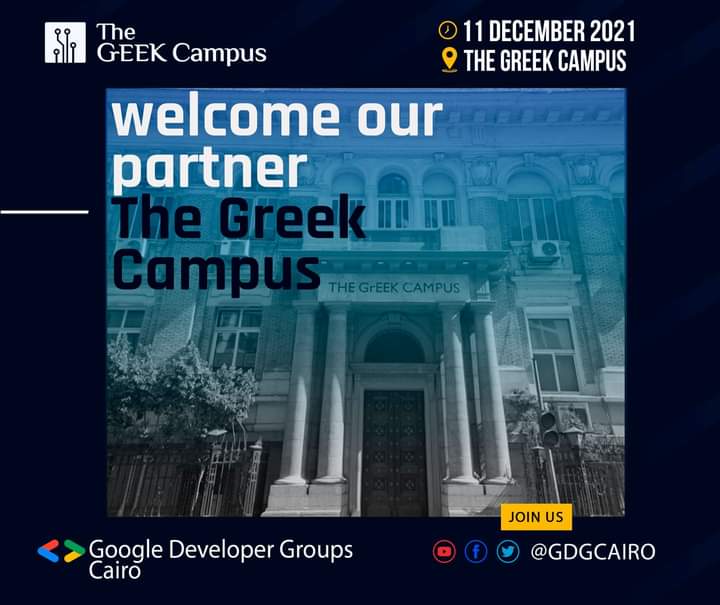 The
GrEEK Campus
11 DECEMBER 2021
THE GREEK CAMPUS
welcome our
partner
The Greek
Campus
THE GrEEK CAMPUS
JOIN US
Google Developer Groups
Cairo
@GDGCAIRO